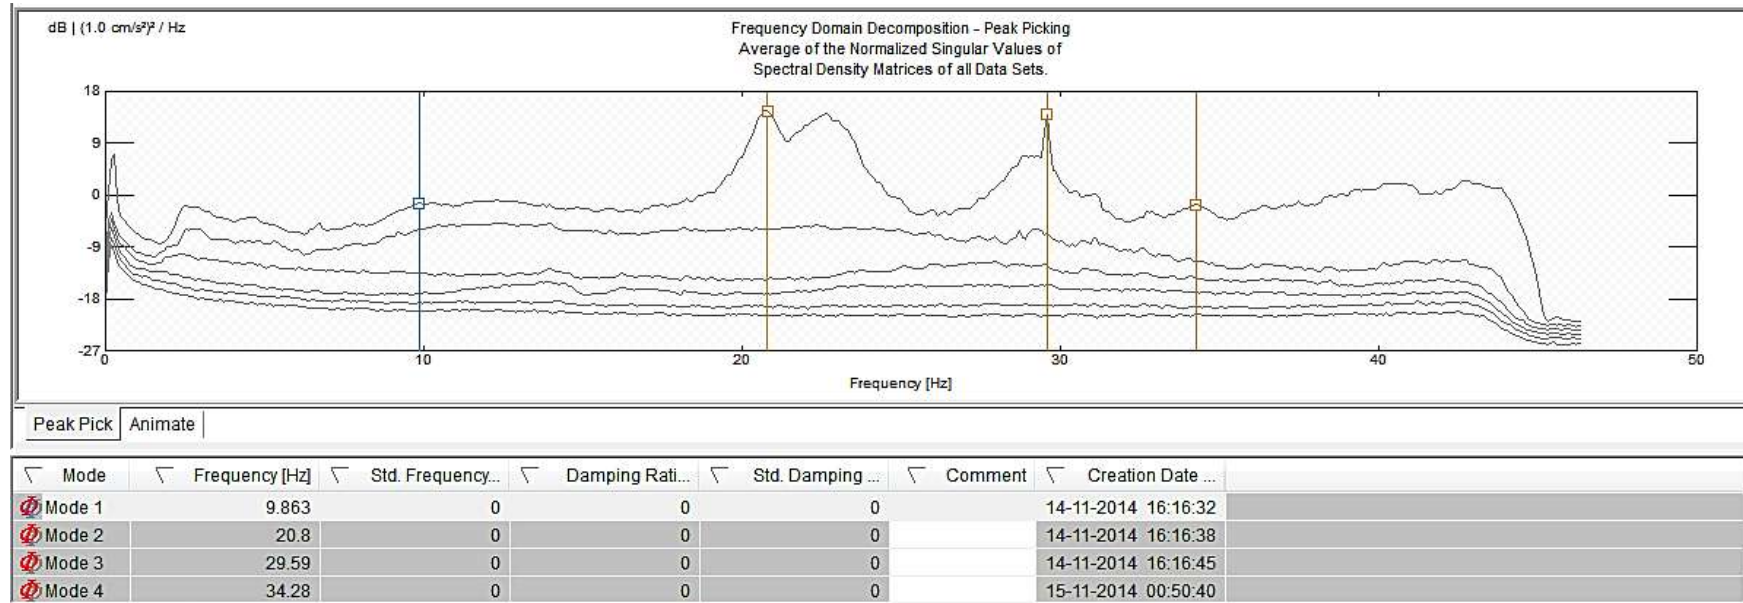 dB | (1.0 cm/s²)² / Hz
Frequency Domain Decomposition - Peak Picking
Average of the Normalized Singular Values of
Spectral Density Matrices of all Data Sets.
18
9
0
-9
-18
-27
0 10 20 30 40 50
Frequency [Hz]
Peak Pick Animate
Mode Frequency [Hz] Std. Frequency... Damping Rati... Std. Damping ... Comment Creation Date ...
Mode 1 9.863 0 0 0 14-11-2014 16:16:32
Mode 2 20.8 0 0 0 14-11-2014 16:16:38
Mode 3 29.59 0 0 0 14-11-2014 16:16:45
Mode 4 34.28 0 0 0 15-11-2014 00:50:40